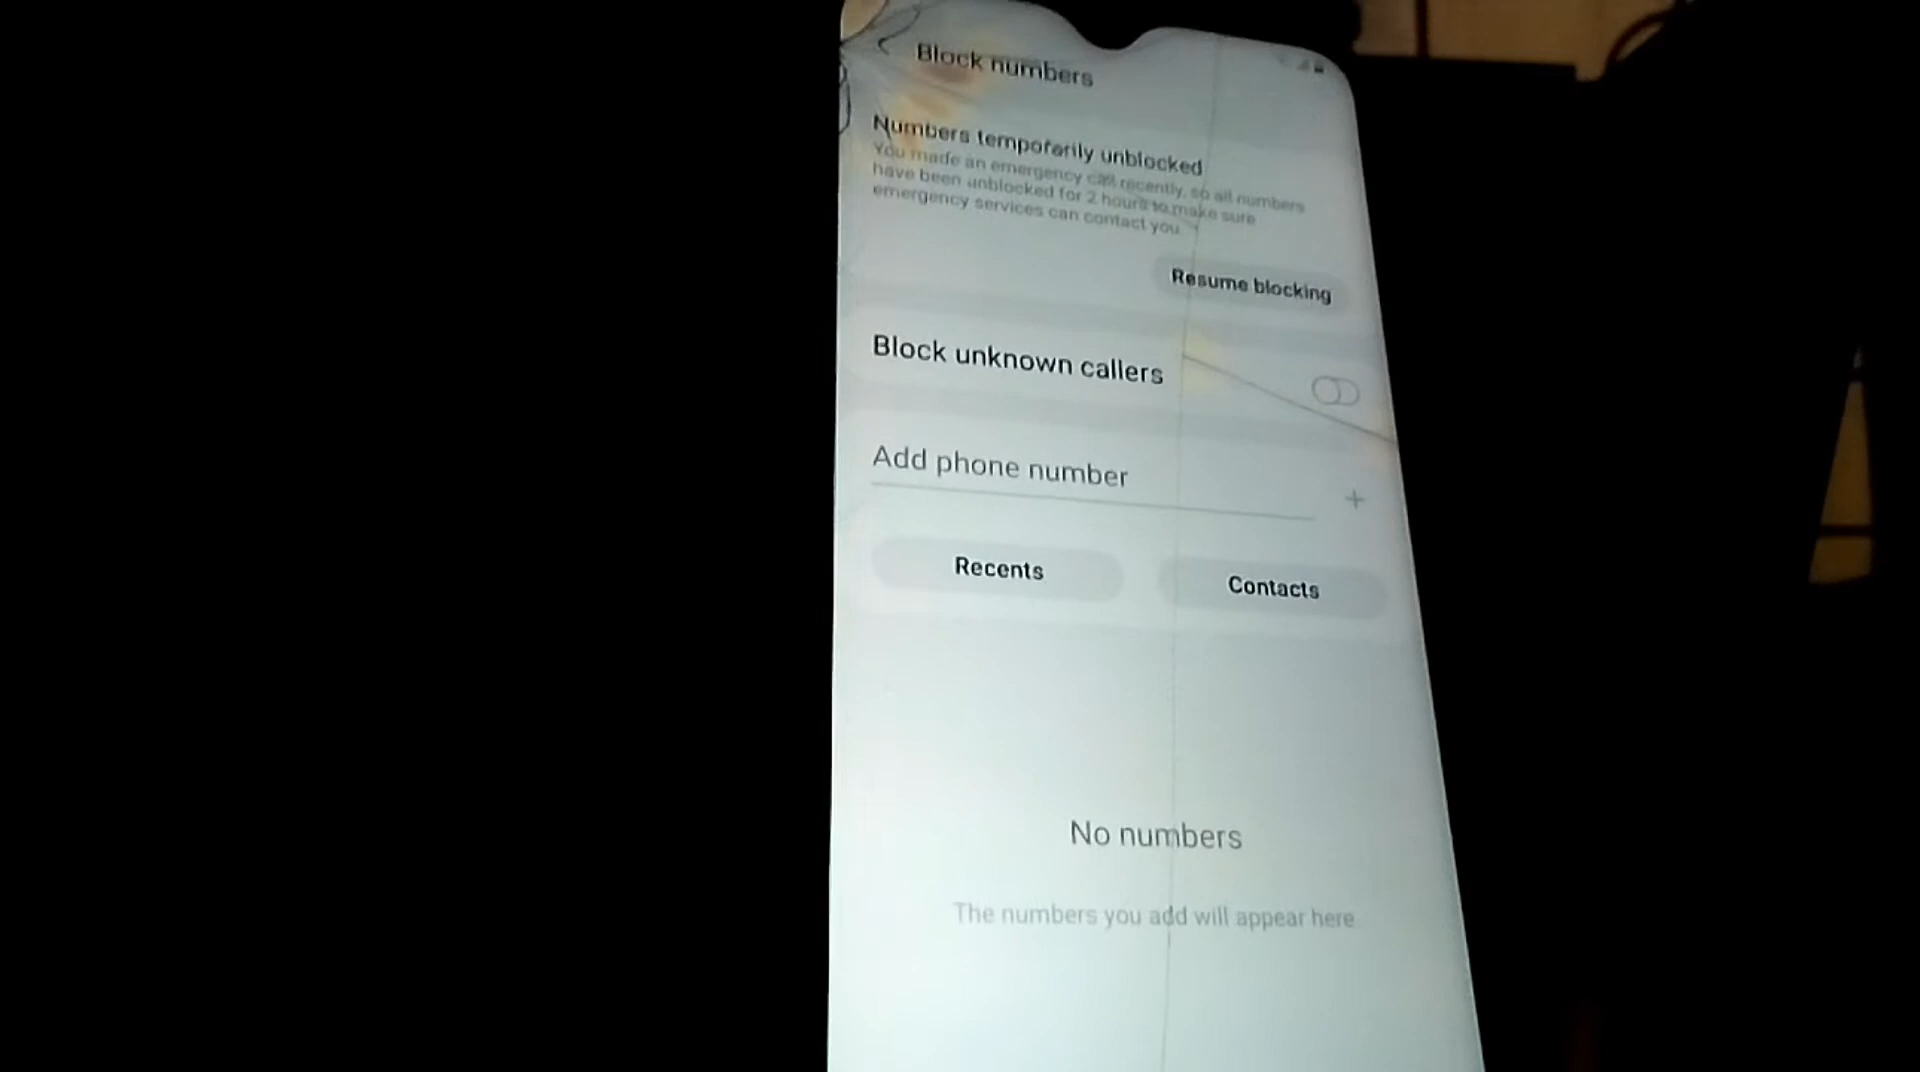 Block numbers
Numbers temporarily unblocked
You made an emergency call recently, so all numbers
have been unblocked for 2 hours to make sure
emergency services can contact you.
Resume blocking
Block unknown callers
Add phone number
Recents
Contacts
No numbers
The numbers you add will appear here.